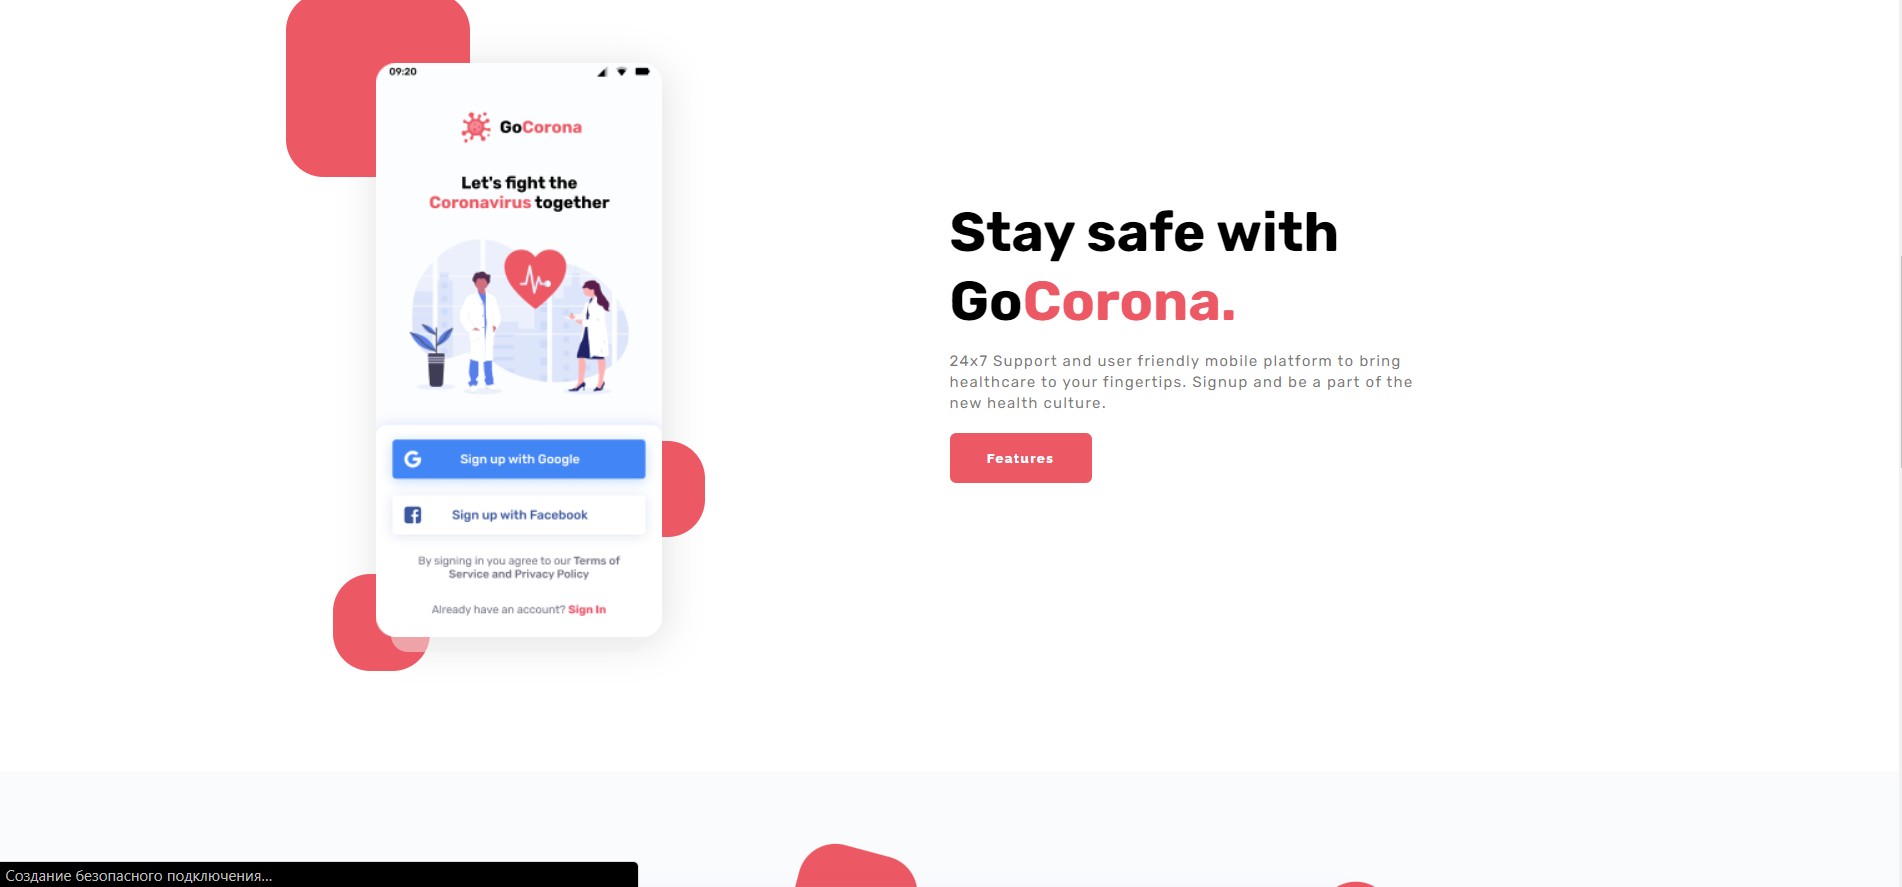 09:20
GoCorona
Let's fight the
Coronavirus together
Sign up with Google
Sign up with Facebook
By signing in you agree to our Terms of
Service and Privacy Policy
Already have an account? Sign In
Stay safe with
GoCorona.
24x7 Support and user friendly mobile platform to bring
healthcare to your fingertips. Signup and be a part of the
new health culture.
Features
Создание безопасного подключения...